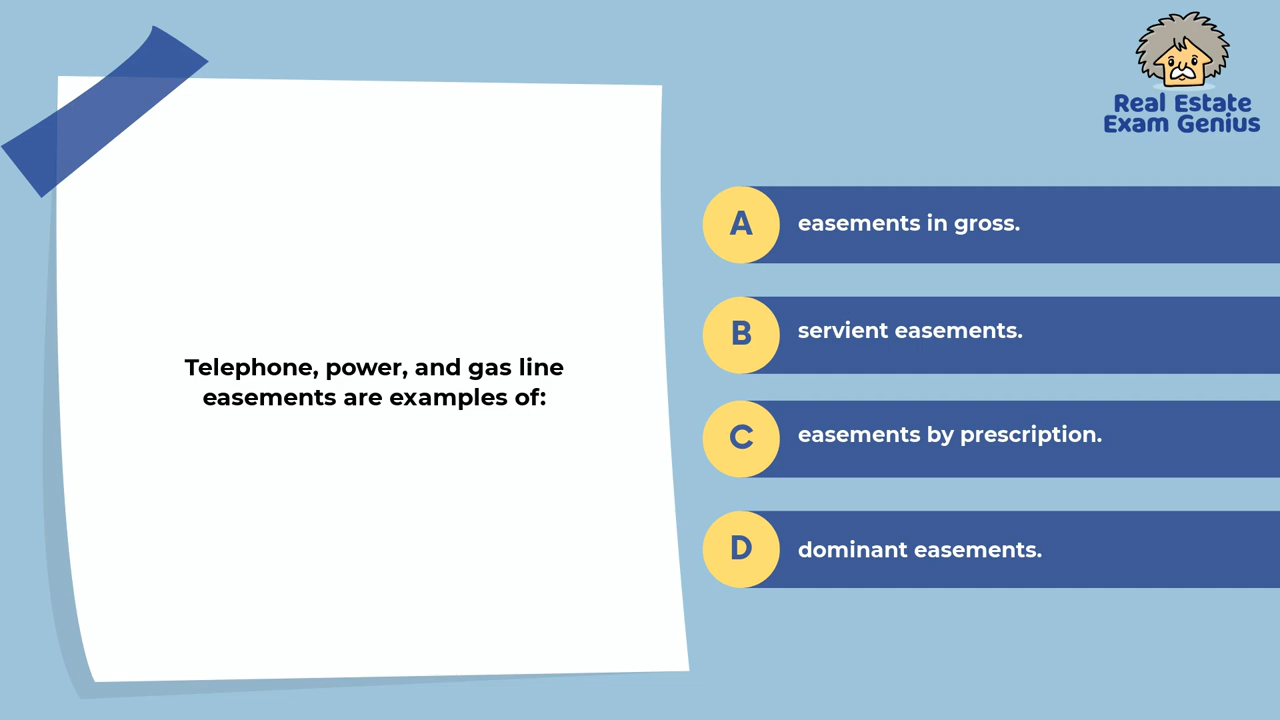 Real Estate
Exam Genius
Telephone, power, and gas line
easements are examples of:
A easements in gross.
B servient easements.
C easements by prescription.
D dominant easements.